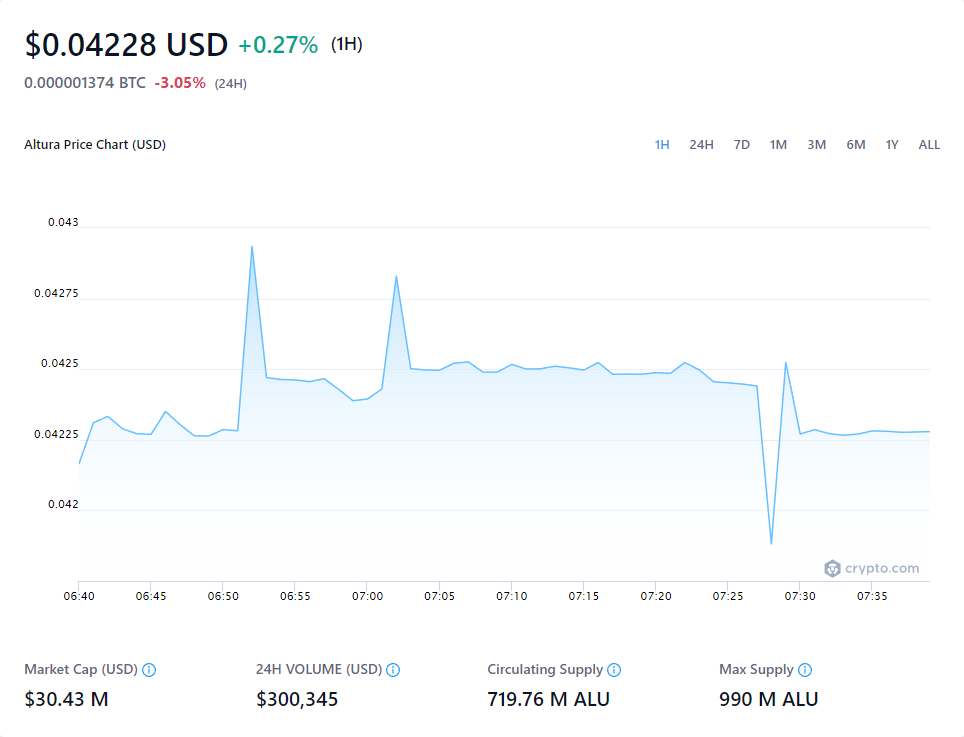 $0.04228 USD +0.27% (1H)
0.000001374 BTC -3.05% (24H)
Altura Price Chart (USD)
1H 24H 7D 1M 3M 6M 1Y ALL
0.043
0.04275
0.0425
0.04225
0.042
crypto.com
06:40 06:45 06:50 06:55 07:00 07:05 07:10 07:15 07:20 07:25 07:30 07:35
Market Cap (USD)
$30.43 M
24H VOLUME (USD)
$300,345
Circulating Supply
719.76 M ALU
Max Supply
990 M ALU